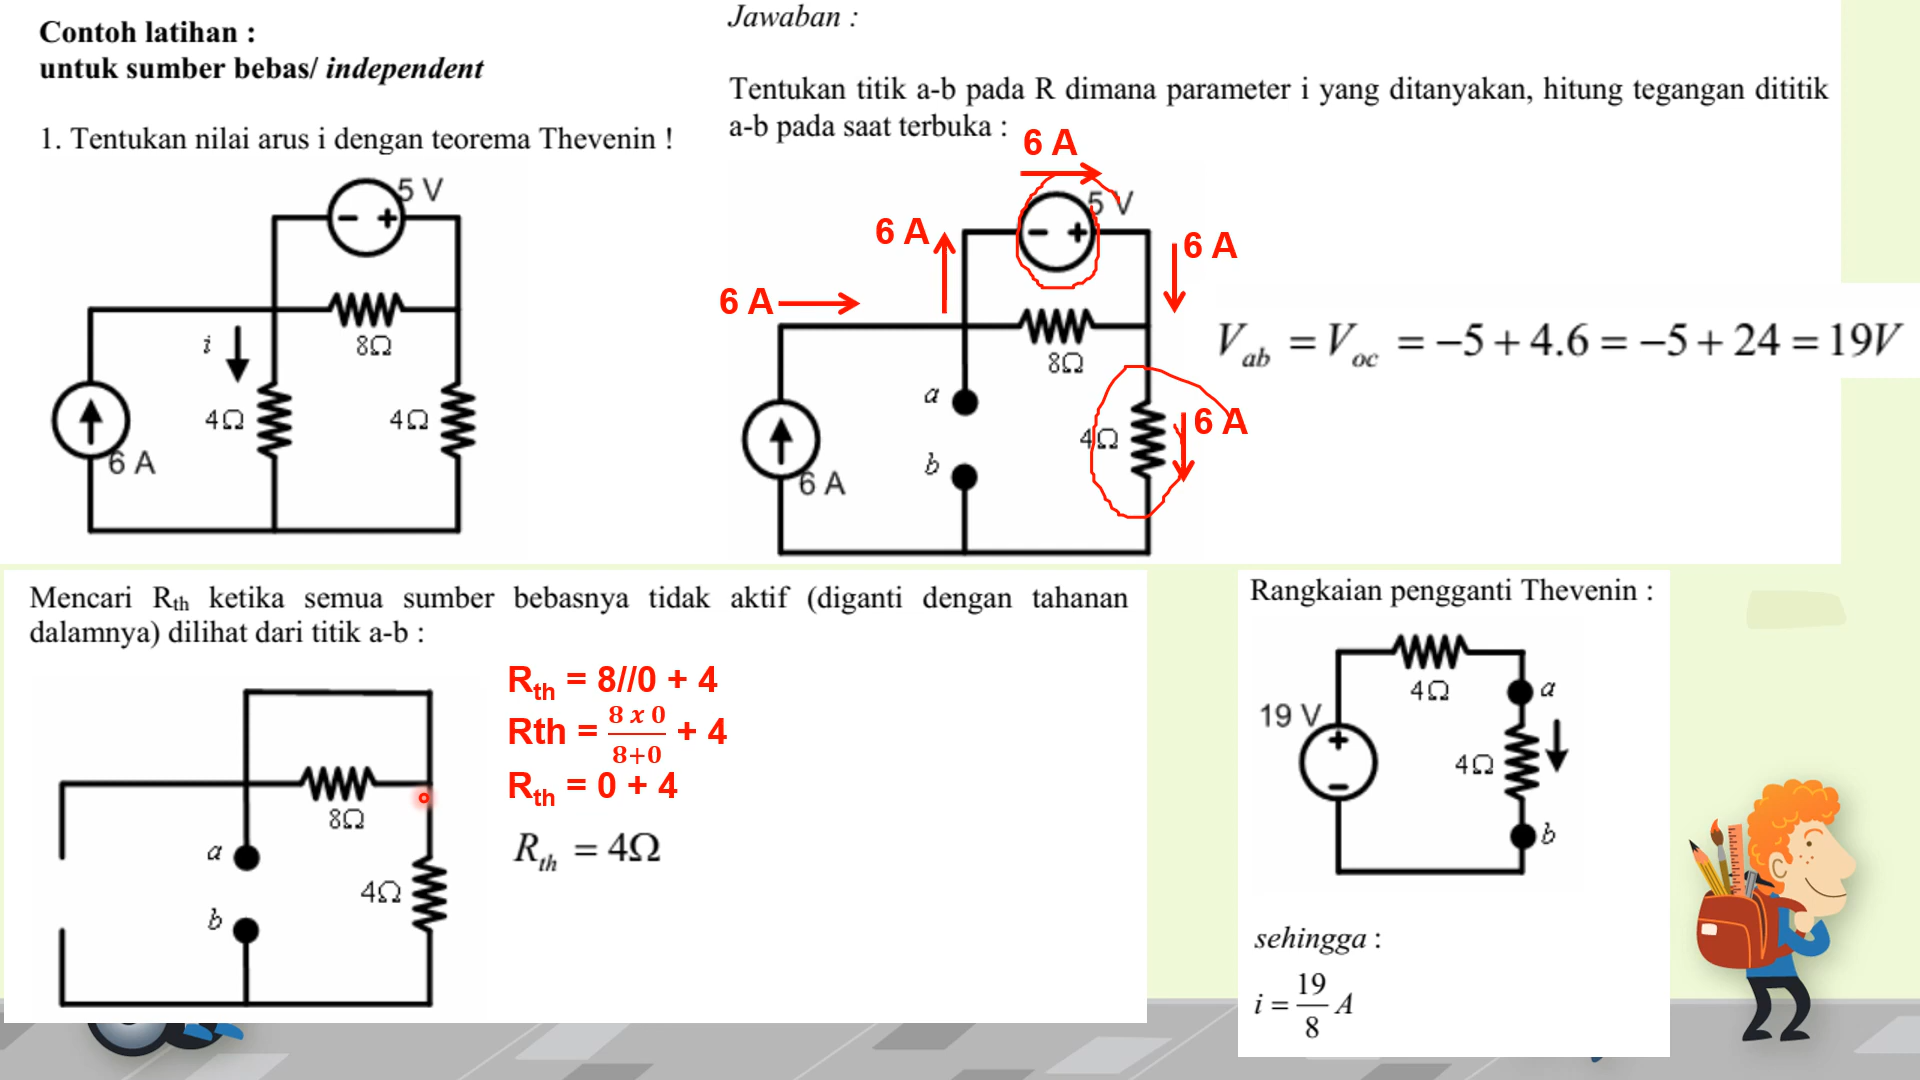 Contoh latihan :
untuk sumber bebas/ independent
1. Tentukan nilai arus i dengan teorema Thevenin !
5 V
- +
i
8Ω
4Ω
4Ω
6 A
Jawaban :
Tentukan titik a-b pada R dimana parameter i yang ditanyakan, hitung tegangan dititik
a-b pada saat terbuka :
6 A
5 V
6 A
- +
6 A
6 A
8Ω
a
6 A
4Ω
b
6 A
V_ab = V_oc = −5 + 4.6 = −5 + 24 = 19V
Mencari R_th ketika semua sumber bebasnya tidak aktif (diganti dengan tahanan
dalamnya) dilihat dari titik a-b :
8Ω
a
4Ω
b
R_th = 8//0 + 4
Rth = (8 x 0)/(8+0) + 4
R_th = 0 + 4
R_th = 4Ω
Rangkaian pengganti Thevenin :
4Ω
a
19 V
+
4Ω
-
b
sehingga :
i = 19/8 A